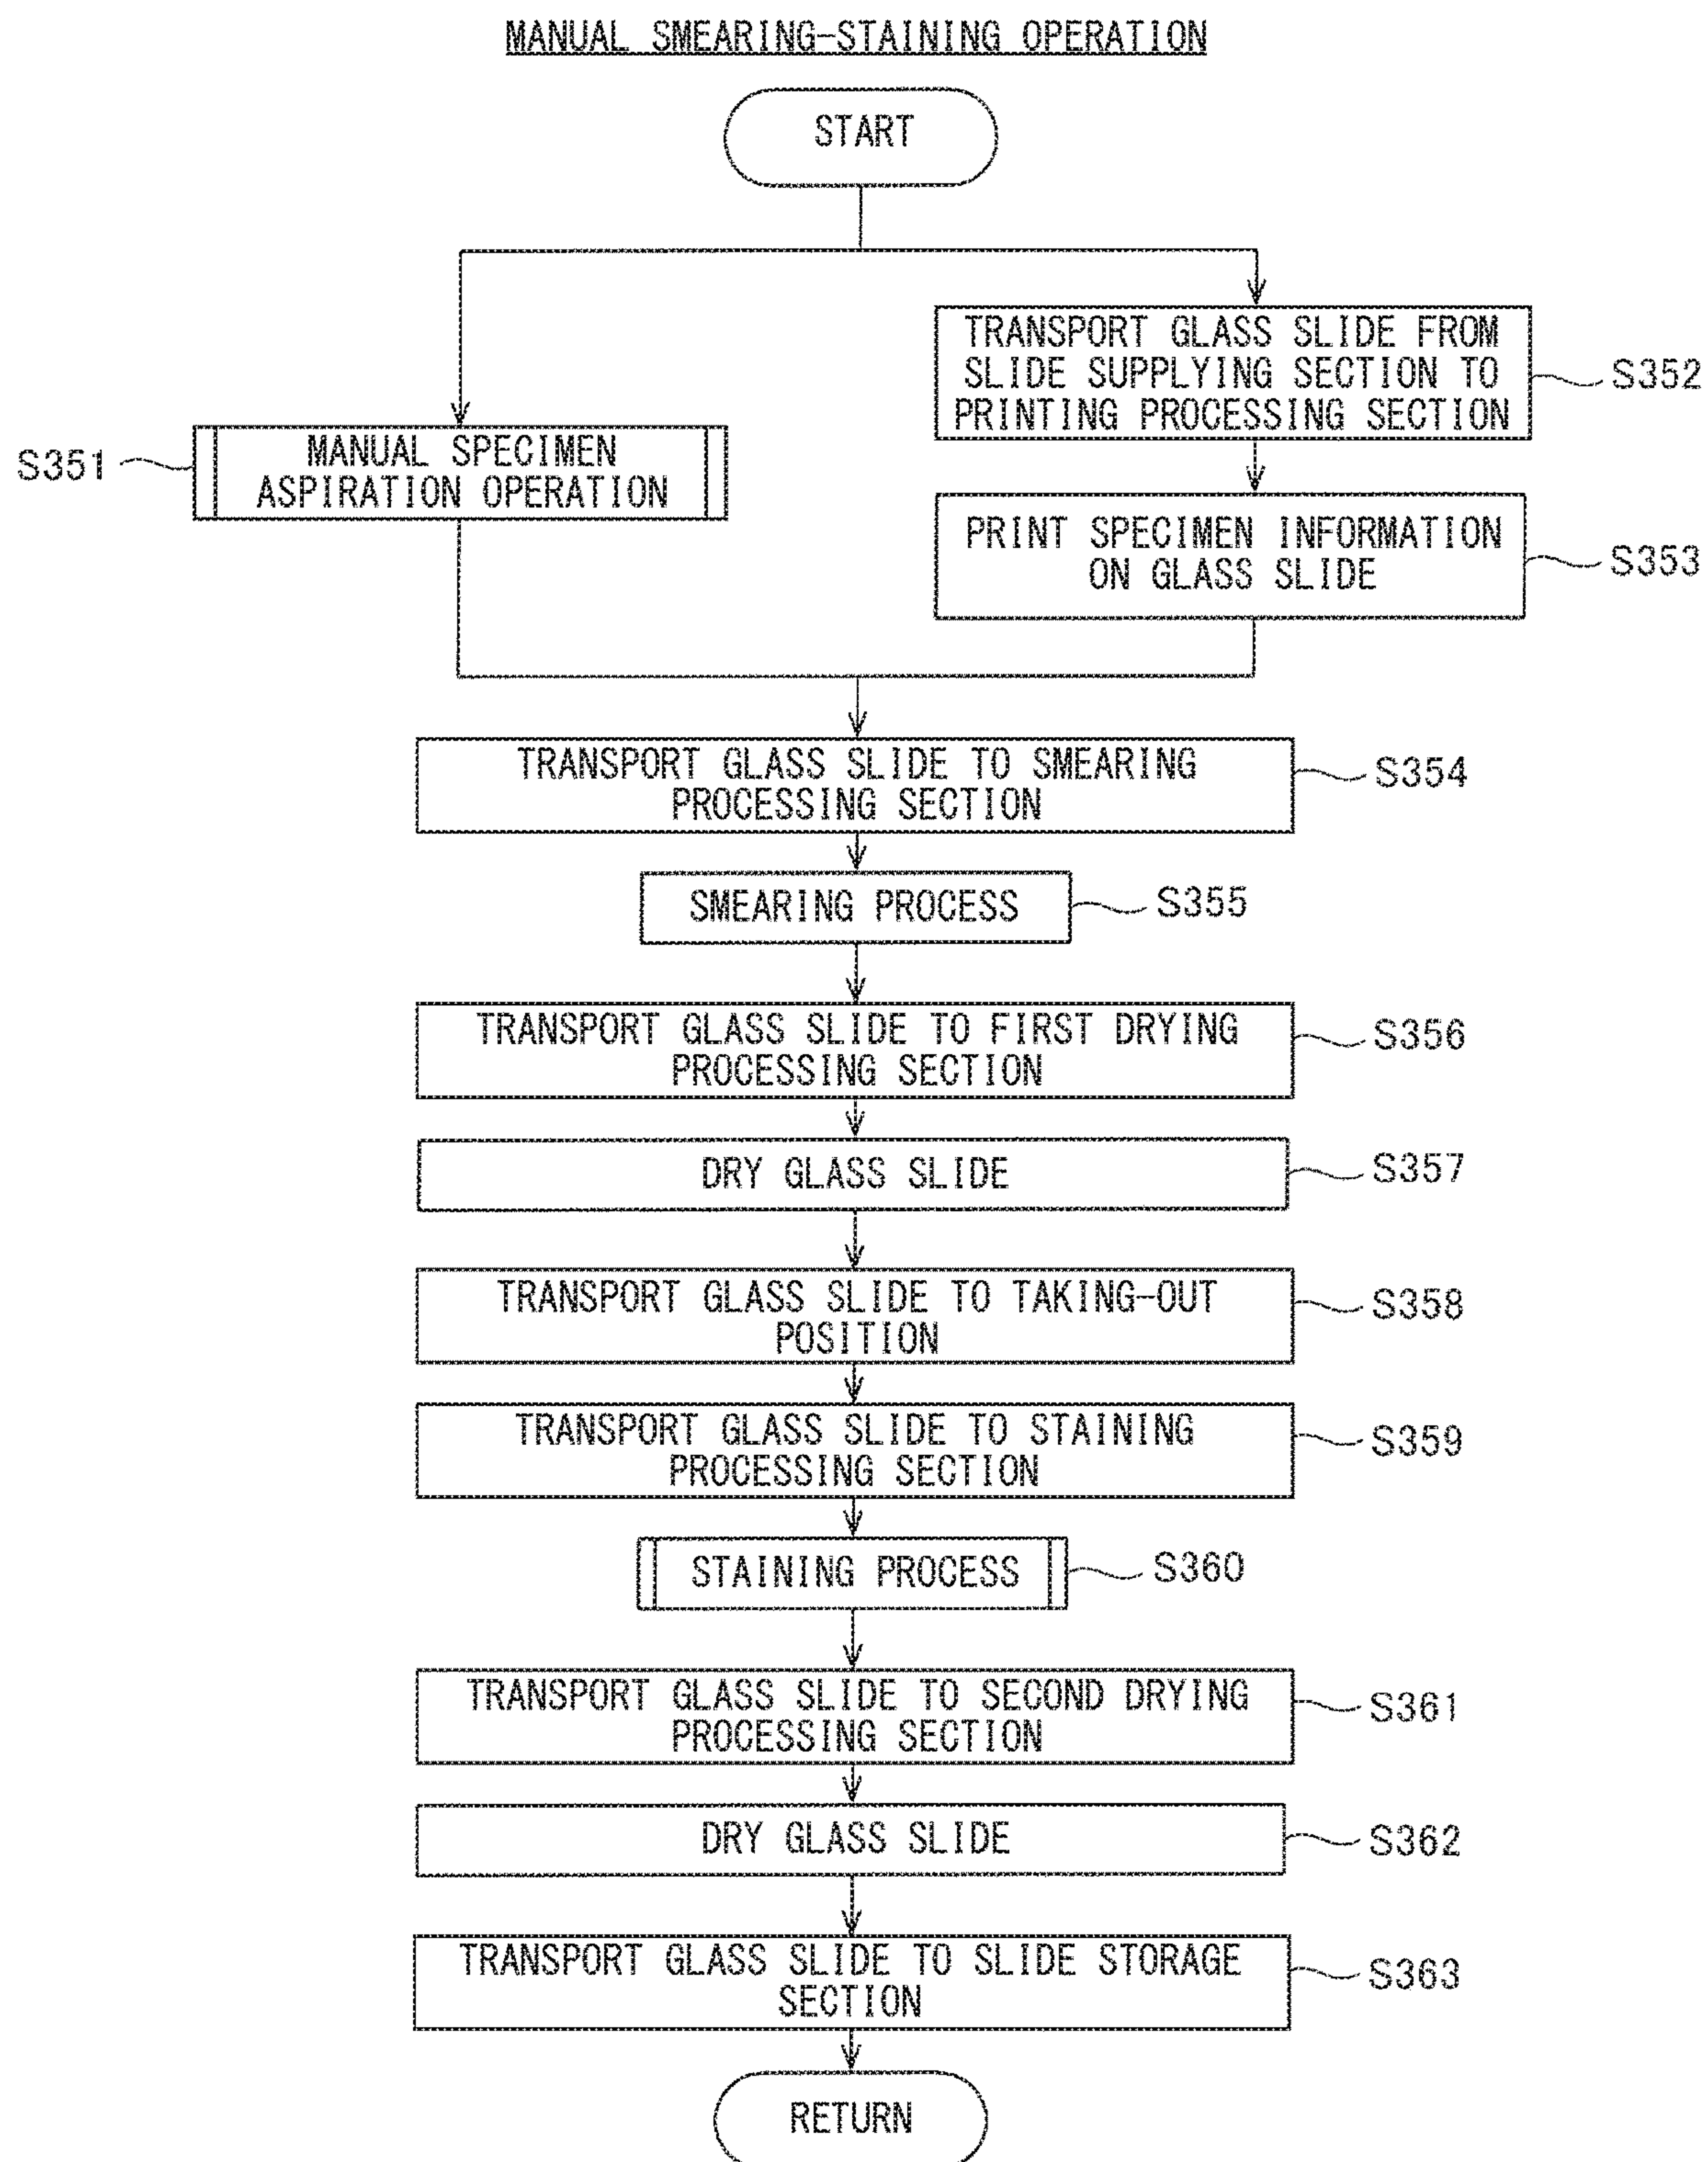 MANUAL SMEARING-STAINING OPERATION
START
TRANSPORT GLASS SLIDE FROM
SLIDE SUPPLYING SECTION TO
PRINTING PROCESSING SECTION
S352
S351
MANUAL SPECIMEN
ASPIRATION OPERATION
PRINT SPECIMEN INFORMATION
ON GLASS SLIDE
S353
TRANSPORT GLASS SLIDE TO SMEARING
PROCESSING SECTION
S354
SMEARING PROCESS
S355
TRANSPORT GLASS SLIDE TO FIRST DRYING
PROCESSING SECTION
S356
DRY GLASS SLIDE
S357
TRANSPORT GLASS SLIDE TO TAKING-OUT
POSITION
S358
TRANSPORT GLASS SLIDE TO STAINING
PROCESSING SECTION
S359
STAINING PROCESS
S360
TRANSPORT GLASS SLIDE TO SECOND DRYING
PROCESSING SECTION
S361
DRY GLASS SLIDE
S362
TRANSPORT GLASS SLIDE TO SLIDE STORAGE
SECTION
S363
RETURN